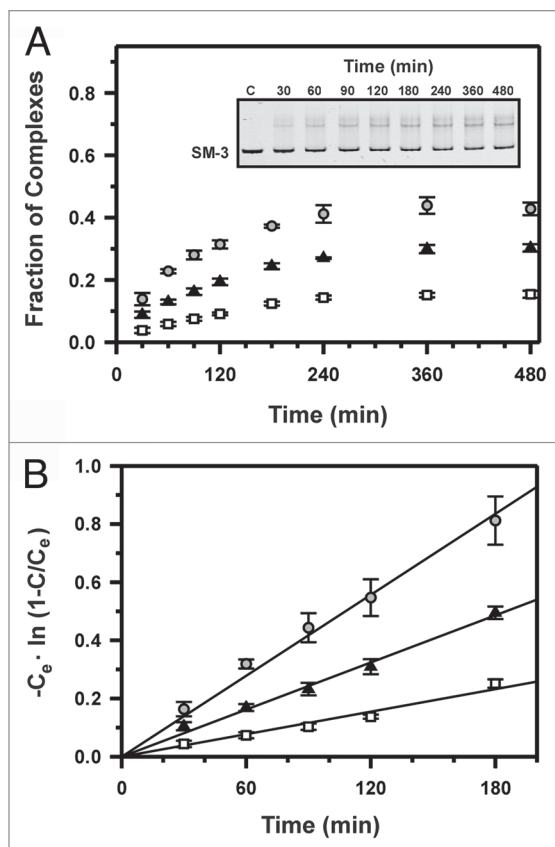 A
Time (min)
C 30 60 90 120 180 240 360 480
SM-3
Fraction of Complexes
0.8
0.6
0.4
0.2
0.0
0 120 240 360 480
Time (min)
B
-Cₑ · ln (1-C/Cₑ)
1.0
0.8
0.6
0.4
0.2
0.0
0 60 120 180
Time (min)